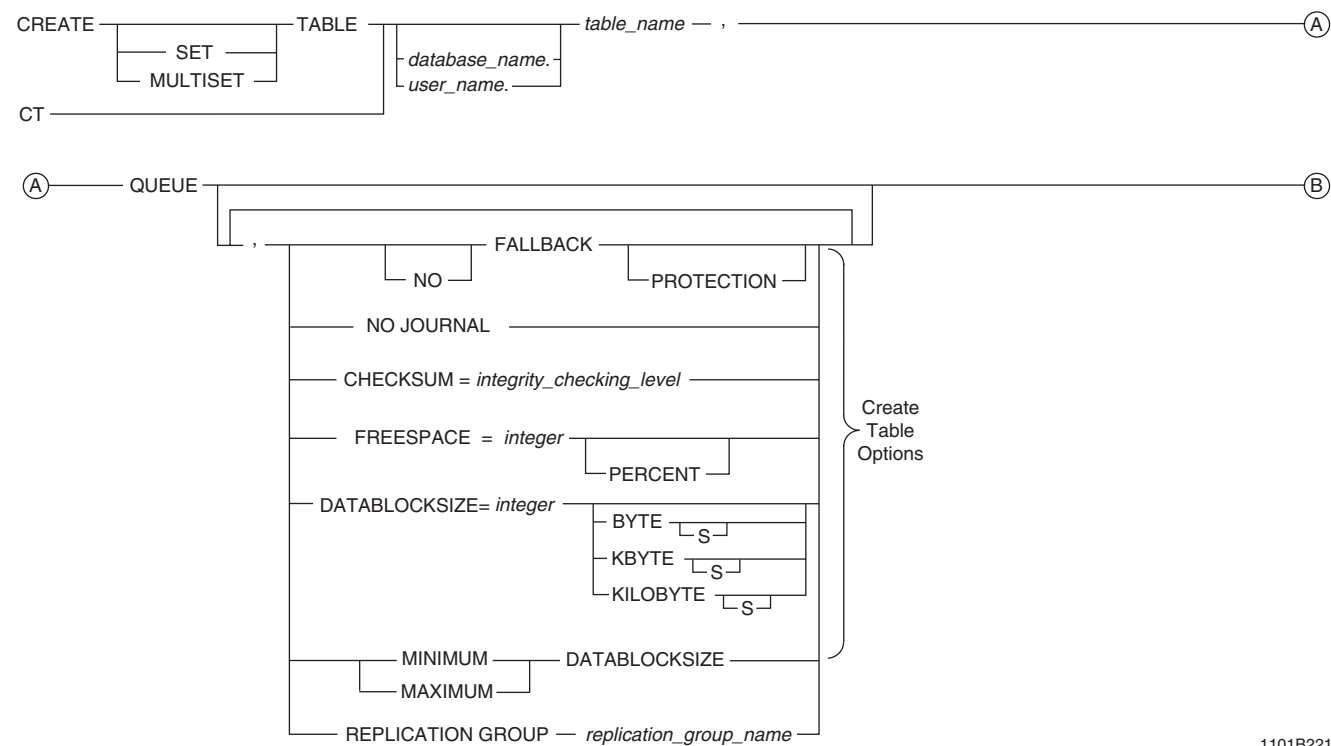 CREATE TABLE table_name ,  A
SET
MULTISET
database_name.
user_name.
CT
A QUEUE B
, FALLBACK
NO PROTECTION
NO JOURNAL
CHECKSUM = integrity_checking_level
FREESPACE = integer
PERCENT
Create
Table
Options
DATABLOCKSIZE= integer
BYTE S
KBYTE S
KILOBYTE S
MINIMUM DATABLOCKSIZE
MAXIMUM
REPLICATION GROUP replication_group_name
1101B221